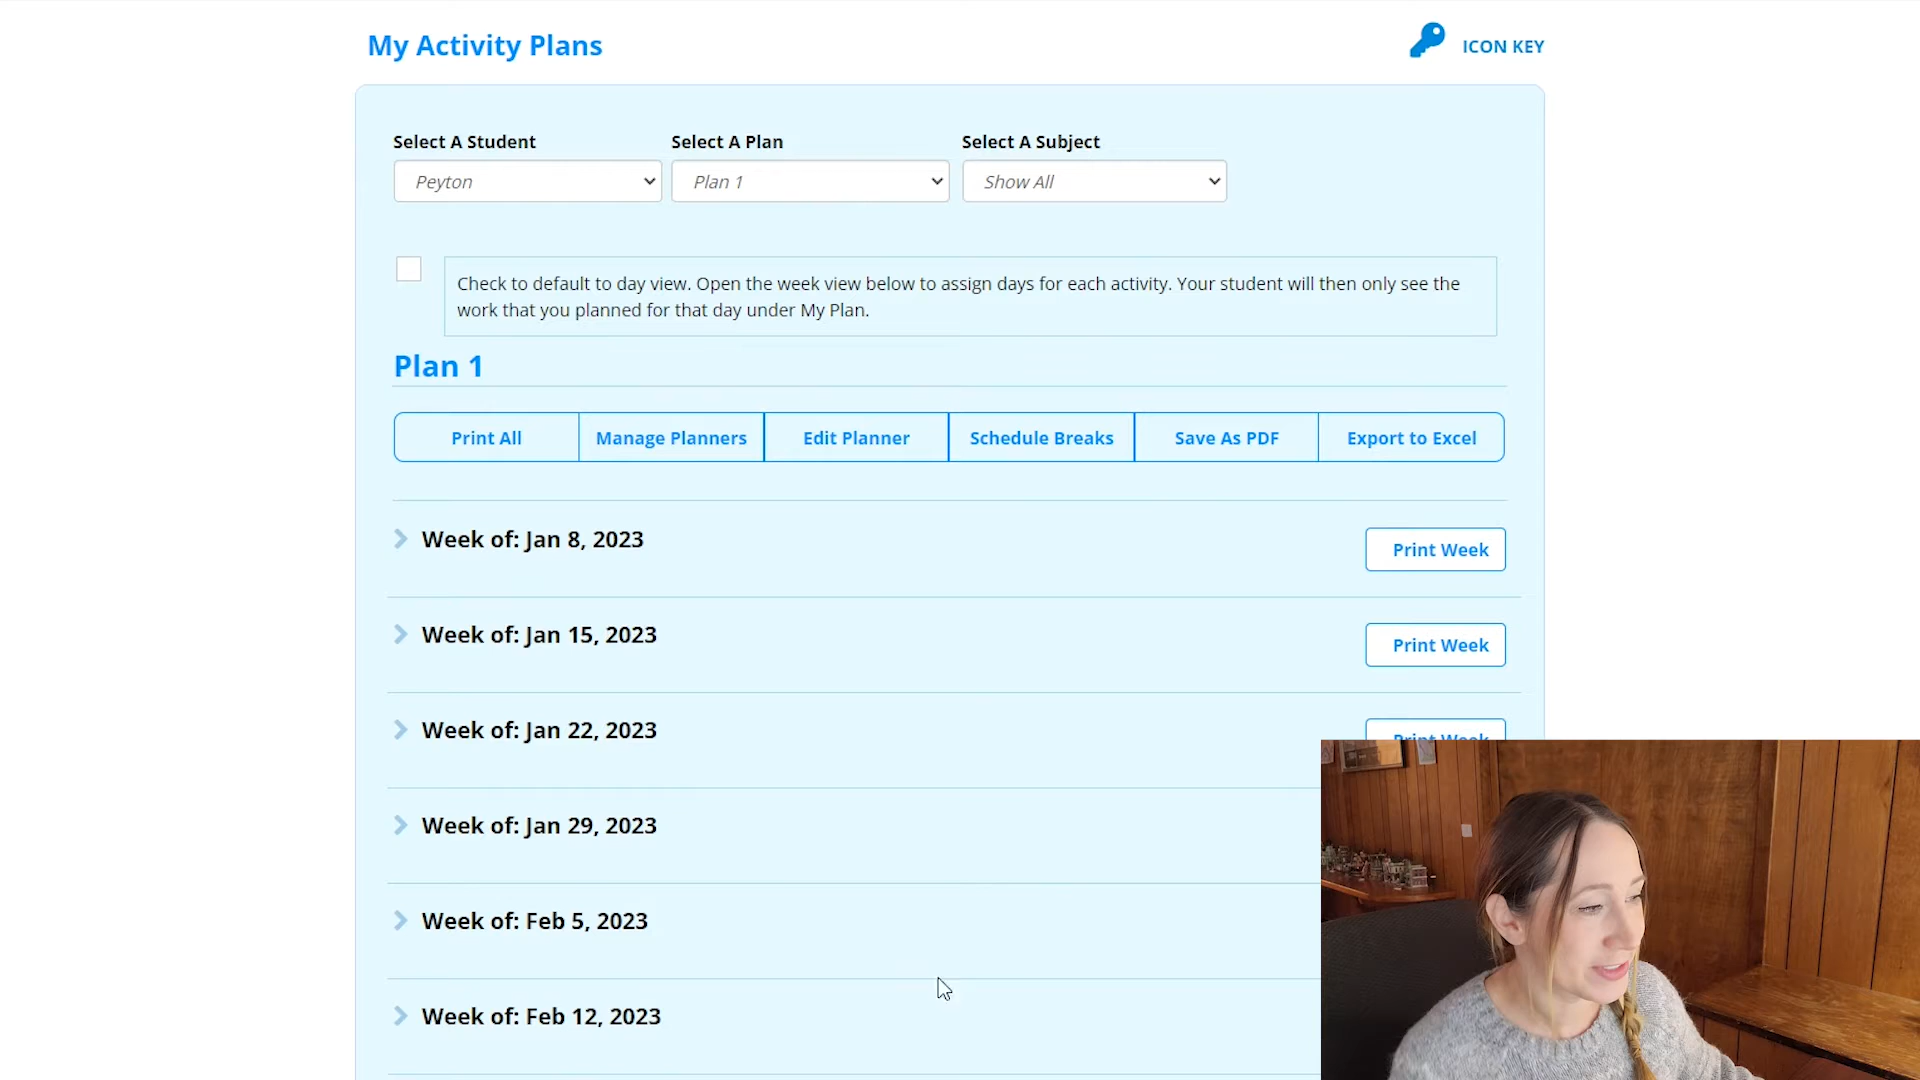 My Activity Plans
ICON KEY
Select A Student
Select A Plan
Select A Subject
Peyton
Plan 1
Show All
Check to default to day view. Open the week view below to assign days for each activity. Your student will then only see the
work that you planned for that day under My Plan.
Plan 1
Print All
Manage Planners
Edit Planner
Schedule Breaks
Save As PDF
Export to Excel
Week of: Jan 8, 2023
Print Week
Week of: Jan 15, 2023
Print Week
Week of: Jan 22, 2023
Print Week
Week of: Jan 29, 2023
Week of: Feb 5, 2023
Week of: Feb 12, 2023